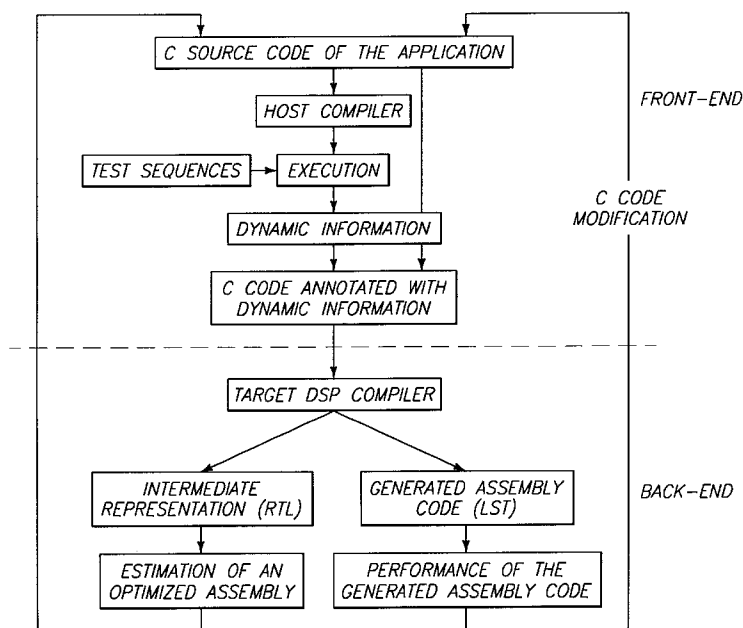 C SOURCE CODE OF THE APPLICATION
FRONT-END
HOST COMPILER
TEST SEQUENCES
EXECUTION
C CODE
MODIFICATION
DYNAMIC INFORMATION
C CODE ANNOTATED WITH
DYNAMIC INFORMATION
TARGET DSP COMPILER
INTERMEDIATE
REPRESENTATION (RTL)
GENERATED ASSEMBLY
CODE (LST)
BACK-END
ESTIMATION OF AN
OPTIMIZED ASSEMBLY
PERFORMANCE OF THE
GENERATED ASSEMBLY CODE